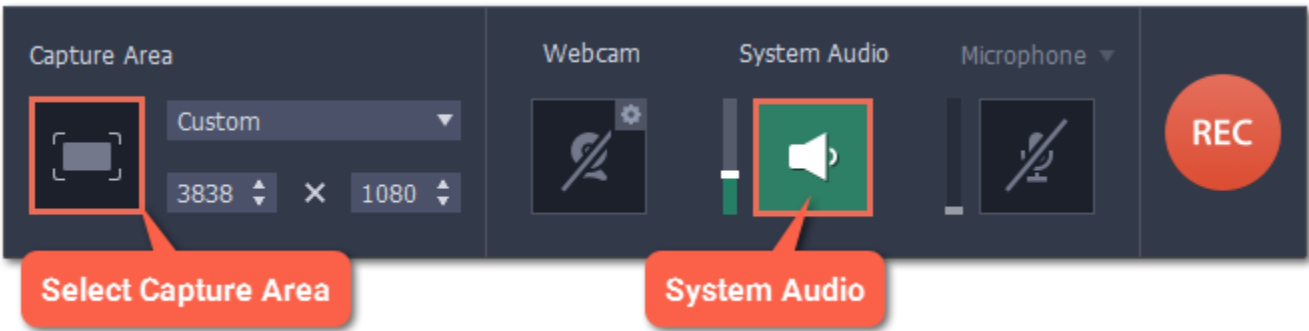 Capture Area
Custom
3838 × 1080
Webcam
System Audio
Microphone
REC
Select Capture Area
System Audio